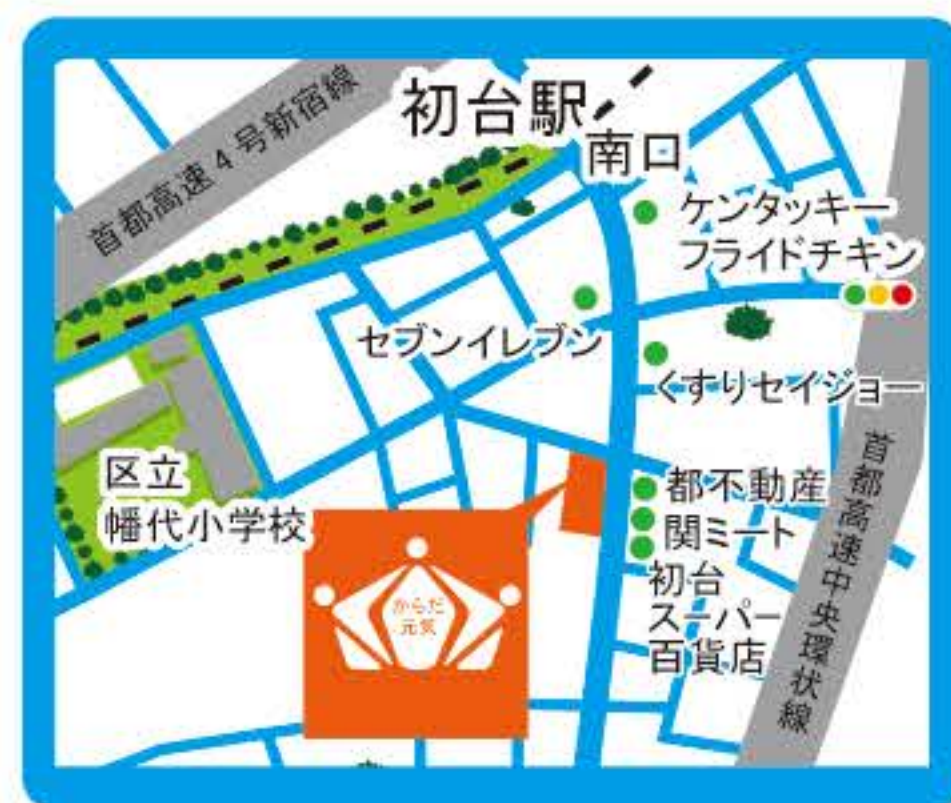 首都高速4号新宿線
初台駅
南口
ケンタッキー
フライドチキン
セブンイレブン
くすりセイジョー
区立
幡代小学校
都不動産
関ミート
初台
スーパー
百貨店
首都高速中央環状線
からだ
元気